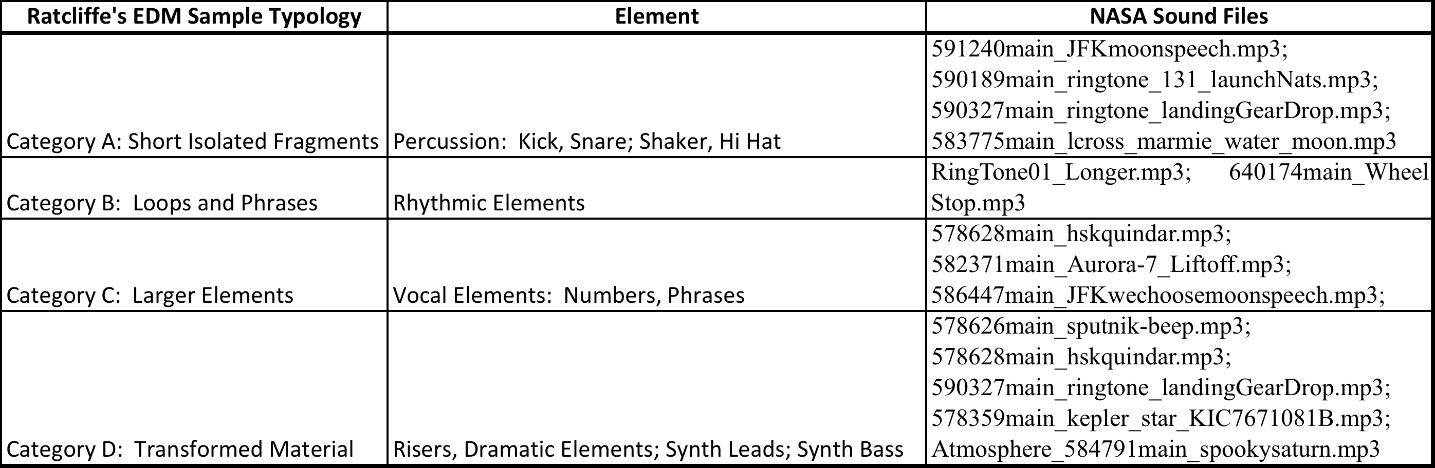 Ratcliffe's EDM Sample Typology Element NASA Sound Files
591240main_JFKmoonspeech.mp3;
590189main_ringtone_131_launchNats.mp3;
590327main_ringtone_landingGearDrop.mp3;
Category A: Short Isolated Fragments Percussion: Kick, Snare; Shaker, Hi Hat 583775main_lcross_marmie_water_moon.mp3
RingTone01_Longer.mp3; 640174main_Wheel
Category B: Loops and Phrases Rhythmic Elements Stop.mp3
578628main_hskquindar.mp3;
582371main_Aurora-7_Liftoff.mp3;
Category C: Larger Elements Vocal Elements: Numbers, Phrases 586447main_JFKwechoosemoonspeech.mp3;
578626main_sputnik-beep.mp3;
578628main_hskquindar.mp3;
590327main_ringtone_landingGearDrop.mp3;
578359main_kepler_star_KIC7671081B.mp3;
Category D: Transformed Material Risers, Dramatic Elements; Synth Leads; Synth Bass Atmosphere_584791main_spookysaturn.mp3